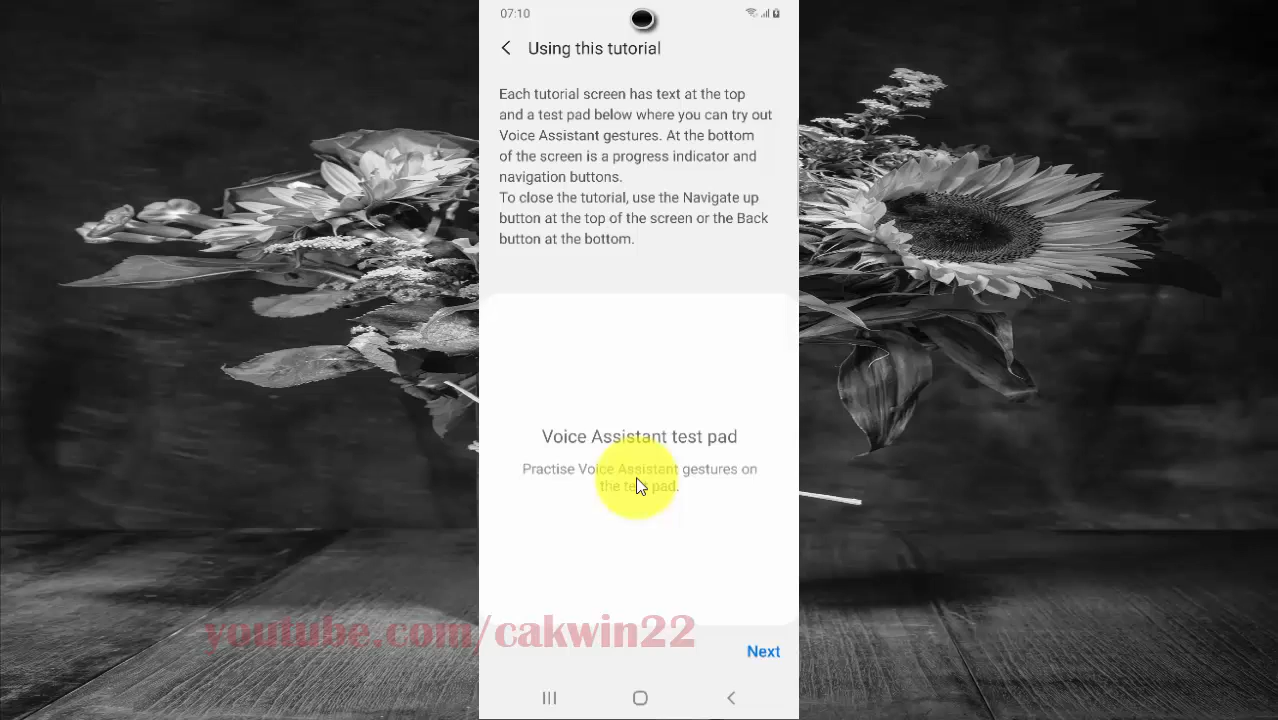 07:10
Using this tutorial
Each tutorial screen has text at the top
and a test pad below where you can try out
Voice Assistant gestures. At the bottom
of the screen is a progress indicator and
navigation buttons.
To close the tutorial, use the Navigate up
button at the top of the screen or the Back
button at the bottom.
Voice Assistant test pad
Practise Voice Assistant gestures on
the test pad.
youtube.com/cakwin22
Next